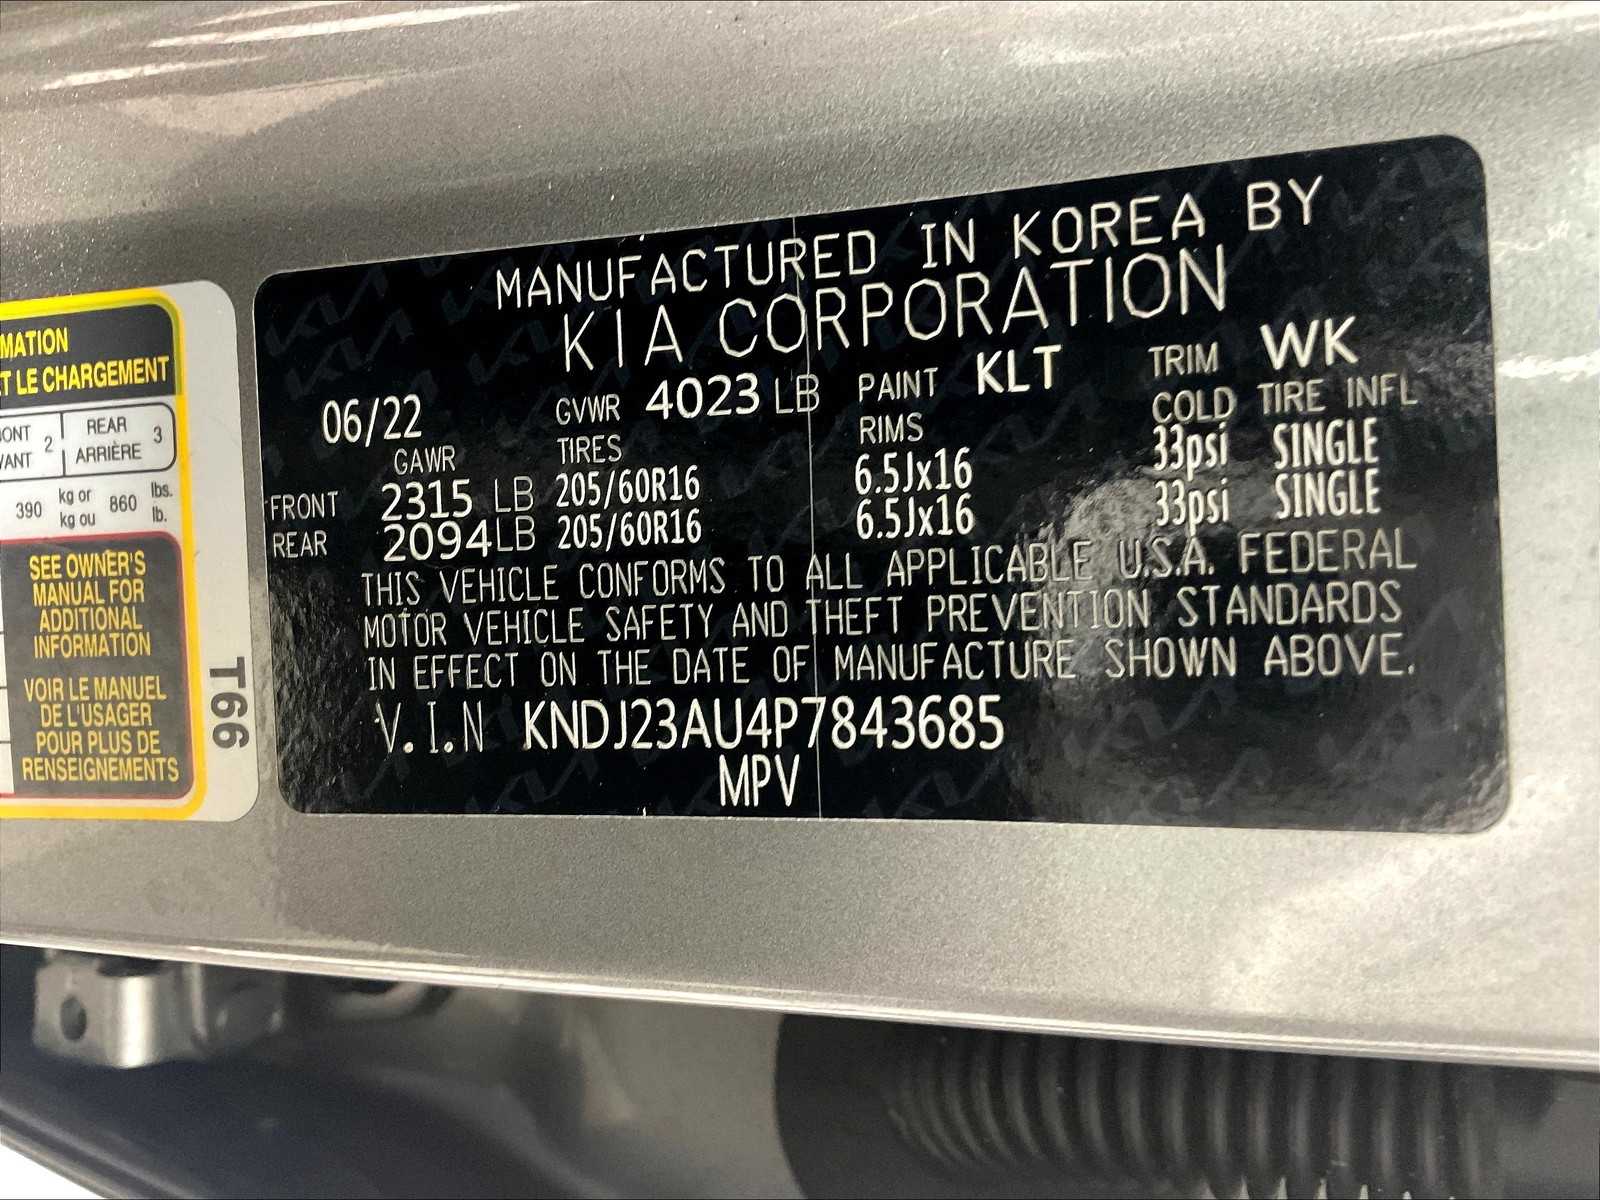 MATION
T LE CHARGEMENT
ONT 2 REAR 3
VANT ARRIÈRE
390 kg or 860 lbs.
kg ou lb.
SEE OWNER'S
MANUAL FOR
ADDITIONAL
INFORMATION
VOIR LE MANUEL
DE L'USAGER
POUR PLUS DE
RENSEIGNEMENTS
T66
MANUFACTURED IN KOREA BY
KIA CORPORATION
06/22 GVWR 4023 LB PAINT KLT TRIM WK
GAWR TIRES RIMS COLD TIRE INFL
FRONT 2315 LB 205/60R16 6.5Jx16 33psi SINGLE
REAR 2094LB 205/60R16 6.5Jx16 33psi SINGLE
THIS VEHICLE CONFORMS TO ALL APPLICABLE U.S.A. FEDERAL
MOTOR VEHICLE SAFETY AND THEFT PREVENTION STANDARDS
IN EFFECT ON THE DATE OF MANUFACTURE SHOWN ABOVE.
V.I.N KNDJ23AU4P7843685
MPV